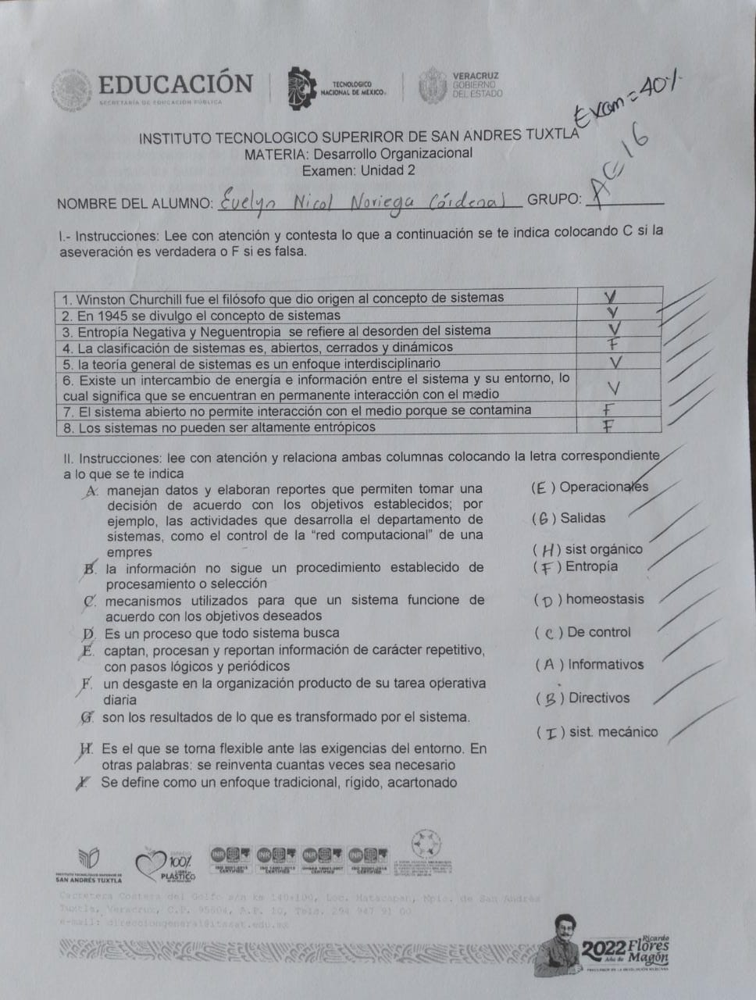 EDUCACIÓN
SECRETARÍA DE EDUCACIÓN PÚBLICA
TECNOLOGICO
NACIONAL DE MEXICO
VERACRUZ
GOBIERNO
DEL ESTADO
Exam = 40%
AC 16
INSTITUTO TECNOLOGICO SUPERIROR DE SAN ANDRES TUXTLA
MATERIA: Desarrollo Organizacional
Examen: Unidad 2
NOMBRE DEL ALUMNO: Evelyn Nicol Noriega Cárdenas GRUPO:
I.- Instrucciones: Lee con atención y contesta lo que a continuación se te indica colocando C si la
aseveración es verdadera o F si es falsa.
1. Winston Churchill fue el filósofo que dio origen al concepto de sistemas V
2. En 1945 se divulgo el concepto de sistemas V
3. Entropía Negativa y Neguentropia se refiere al desorden del sistema V
4. La clasificación de sistemas es, abiertos, cerrados y dinámicos F
5. la teoría general de sistemas es un enfoque interdisciplinario V
6. Existe un intercambio de energía e información entre el sistema y su entorno, lo
cual significa que se encuentran en permanente interacción con el medio V
7. El sistema abierto no permite interacción con el medio porque se contamina F
8. Los sistemas no pueden ser altamente entrópicos F
II. Instrucciones: lee con atención y relaciona ambas columnas colocando la letra correspondiente
a lo que se te indica
A. manejan datos y elaboran reportes que permiten tomar una
decisión de acuerdo con los objetivos establecidos; por
ejemplo, las actividades que desarrolla el departamento de
sistemas, como el control de la “red computacional” de una
empres
B. la información no sigue un procedimiento establecido de
procesamiento o selección
C. mecanismos utilizados para que un sistema funcione de
acuerdo con los objetivos deseados
D. Es un proceso que todo sistema busca
E. captan, procesan y reportan información de carácter repetitivo,
con pasos lógicos y periódicos
F. un desgaste en la organización producto de su tarea operativa
diaria
G. son los resultados de lo que es transformado por el sistema.
H. Es el que se torna flexible ante las exigencias del entorno. En
otras palabras: se reinventa cuantas veces sea necesario
I. Se define como un enfoque tradicional, rígido, acartonado
(E) Operacionales
(G) Salidas
(H) sist orgánico
(F) Entropía
(D) homeostasis
(C) De control
(A) Informativos
(B) Directivos
(I) sist. mecánico
SAN ANDRÉS TUXTLA
100%
PLÁSTICO
Carretera Costera del Golfo s/n km 140+100, Loc. Matacapan, Mpio. de San Andrés
Tuxtla, Veracruz, C.P. 95804, A.P. 10, Tels. 294 947 91 00
e-mail: direcciongeneral@itssat.edu.mx
2022 Ricardo
Flores
Año de Magón